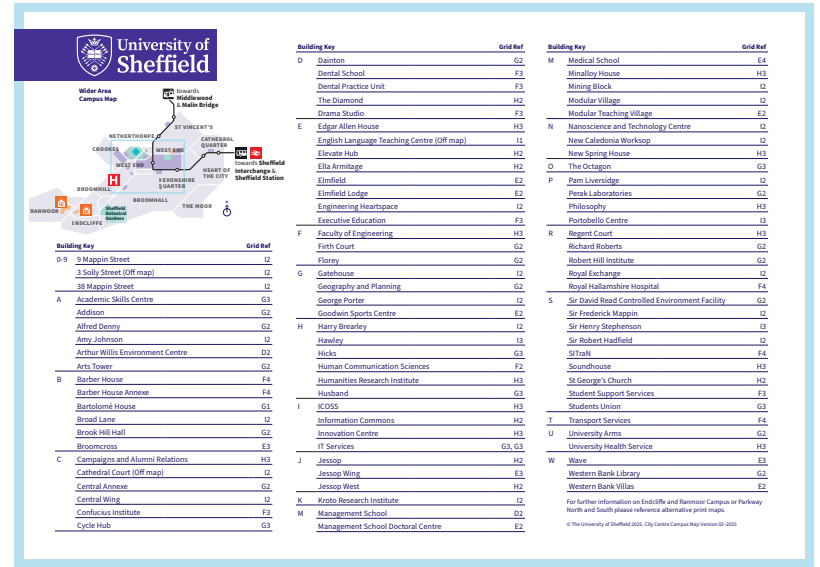 University of
Sheffield
Wider Area
Campus Map
towards
Middlewood
& Malin Bridge
ST VINCENT'S
NETHERTHORPE
CATHEDRAL
QUARTER
CROOKES
WEST END
WEST END
towards Sheffield
Interchange &
Sheffield Station
HEART OF
THE CITY
H
DEVONSHIRE
QUARTER
BROOMHILL
BROOMHALL
THE MOOR
RANMOOR
Sheffield
Botanical
Gardens
ENDCLIFFE
Building Key Grid Ref
0-9 9 Mappin Street I2
3 Solly Street (Off map) I2
38 Mappin Street I2
A Academic Skills Centre G3
Addison G2
Alfred Denny G2
Amy Johnson I2
Arthur Willis Environment Centre D2
Arts Tower G2
B Barber House F4
Barber House Annexe F4
Bartolomé House G1
Broad Lane I2
Brook Hill Hall G2
Broomcross E3
C Campaigns and Alumni Relations H3
Cathedral Court (Off map) I2
Central Annexe G2
Central Wing I2
Confucius Institute F3
Cycle Hub G3
Building Key Grid Ref
D Dainton G2
Dental School F3
Dental Practice Unit F3
The Diamond H2
Drama Studio F3
E Edgar Allen House H3
English Language Teaching Centre (Off map) I1
Elevate Hub H2
Ella Armitage H2
Elmfield E2
Elmfield Lodge E2
Engineering Heartspace I2
Executive Education F3
F Faculty of Engineering H3
Firth Court G2
Florey G2
G Gatehouse I2
Geography and Planning G2
George Porter I2
Goodwin Sports Centre E2
H Harry Brearley I2
Hawley I3
Hicks G3
Human Communication Sciences F2
Humanities Research Institute H3
Husband G3
I ICOSS H3
Information Commons H2
Innovation Centre H3
IT Services G3, G3
J Jessop H2
Jessop Wing E3
Jessop West H2
K Kroto Research Institute I2
M Management School D2
Management School Doctoral Centre E2
Building Key Grid Ref
M Medical School E4
Minalloy House H3
Mining Block I2
Modular Village I2
Modular Teaching Village E2
N Nanoscience and Technology Centre I2
New Caledonia Worksop I2
New Spring House H3
O The Octagon G3
P Pam Liversidge I2
Perak Laboratories G2
Philosophy H3
Portobello Centre I3
R Regent Court H3
Richard Roberts G2
Robert Hill Institute G2
Royal Exchange I2
Royal Hallamshire Hospital F4
S Sir David Read Controlled Environment Facility G2
Sir Frederick Mappin I2
Sir Henry Stephenson I3
Sir Robert Hadfield I2
SITraN F4
Soundhouse H3
St George's Church H2
Student Support Services F3
Students Union G3
T Transport Services F4
U University Arms G2
University Health Service H3
W Wave E3
Western Bank Library G2
Western Bank Villas E2
For further information on Endcliffe and Ranmoor Campus or Parkway
North and South please reference alternative print maps.
© The University of Sheffield 2025. City Centre Campus Map Version 02-2025